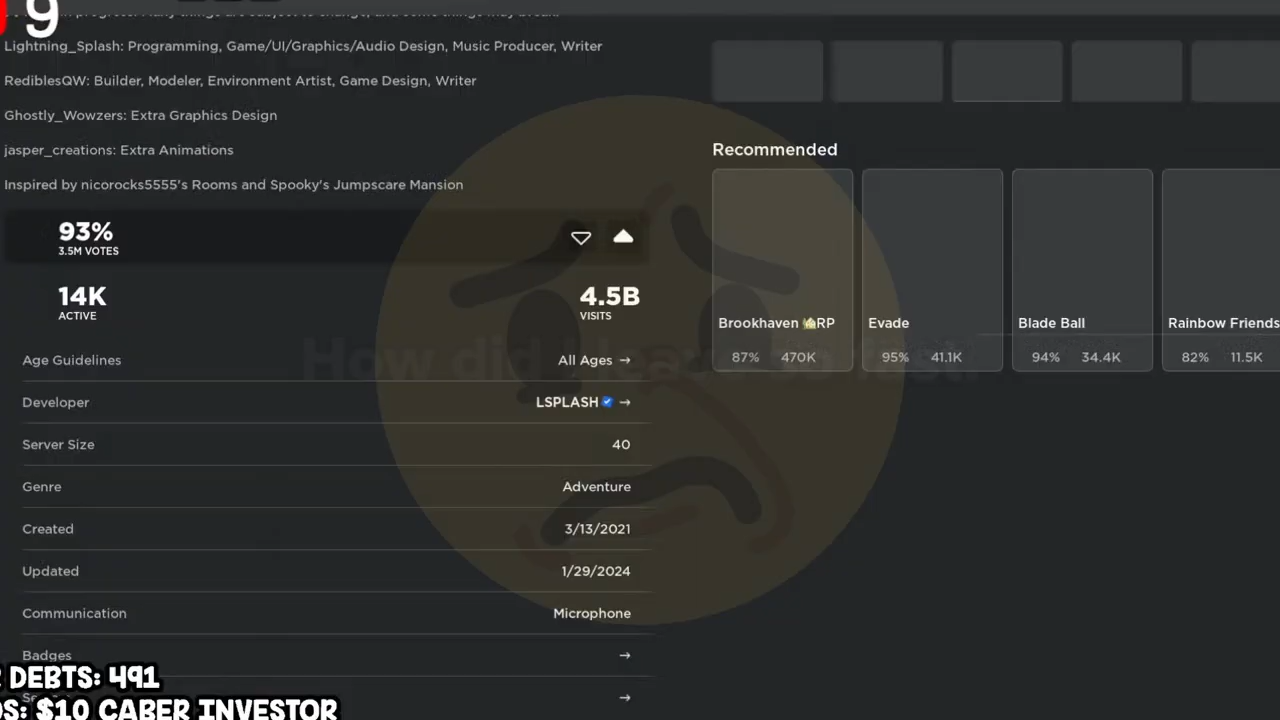 9
Lightning_Splash: Programming, Game/UI/Graphics/Audio Design, Music Producer, Writer
RediblesQW: Builder, Modeler, Environment Artist, Game Design, Writer
Ghostly_Wowzers: Extra Graphics Design
jasper_creations: Extra Animations
Inspired by nicorocks5555's Rooms and Spooky's Jumpscare Mansion
93%
3.5M VOTES
14K
ACTIVE
4.5B
VISITS
Age Guidelines All Ages →
Developer LSPLASH →
Server Size 40
Genre Adventure
Created 3/13/2021
Updated 1/29/2024
Communication Microphone
Badges →
→
DEBTS: 491
$10 CABER INVESTOR
Recommended
Brookhaven 🏡RP
87% 470K
Evade
95% 41.1K
Blade Ball
94% 34.4K
Rainbow Friends
82% 11.5K
How did I so fast.